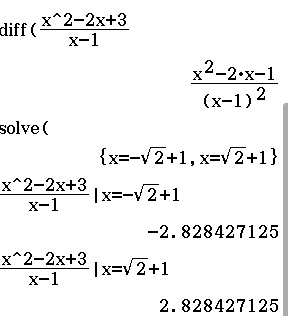 diff(x^2-2x+3/x-1
x²-2·x-1/(x-1)²
solve(
{x=-√2+1,x=√2+1}
x^2-2x+3/x-1|x=-√2+1
-2.828427125
x^2-2x+3/x-1|x=√2+1
2.828427125